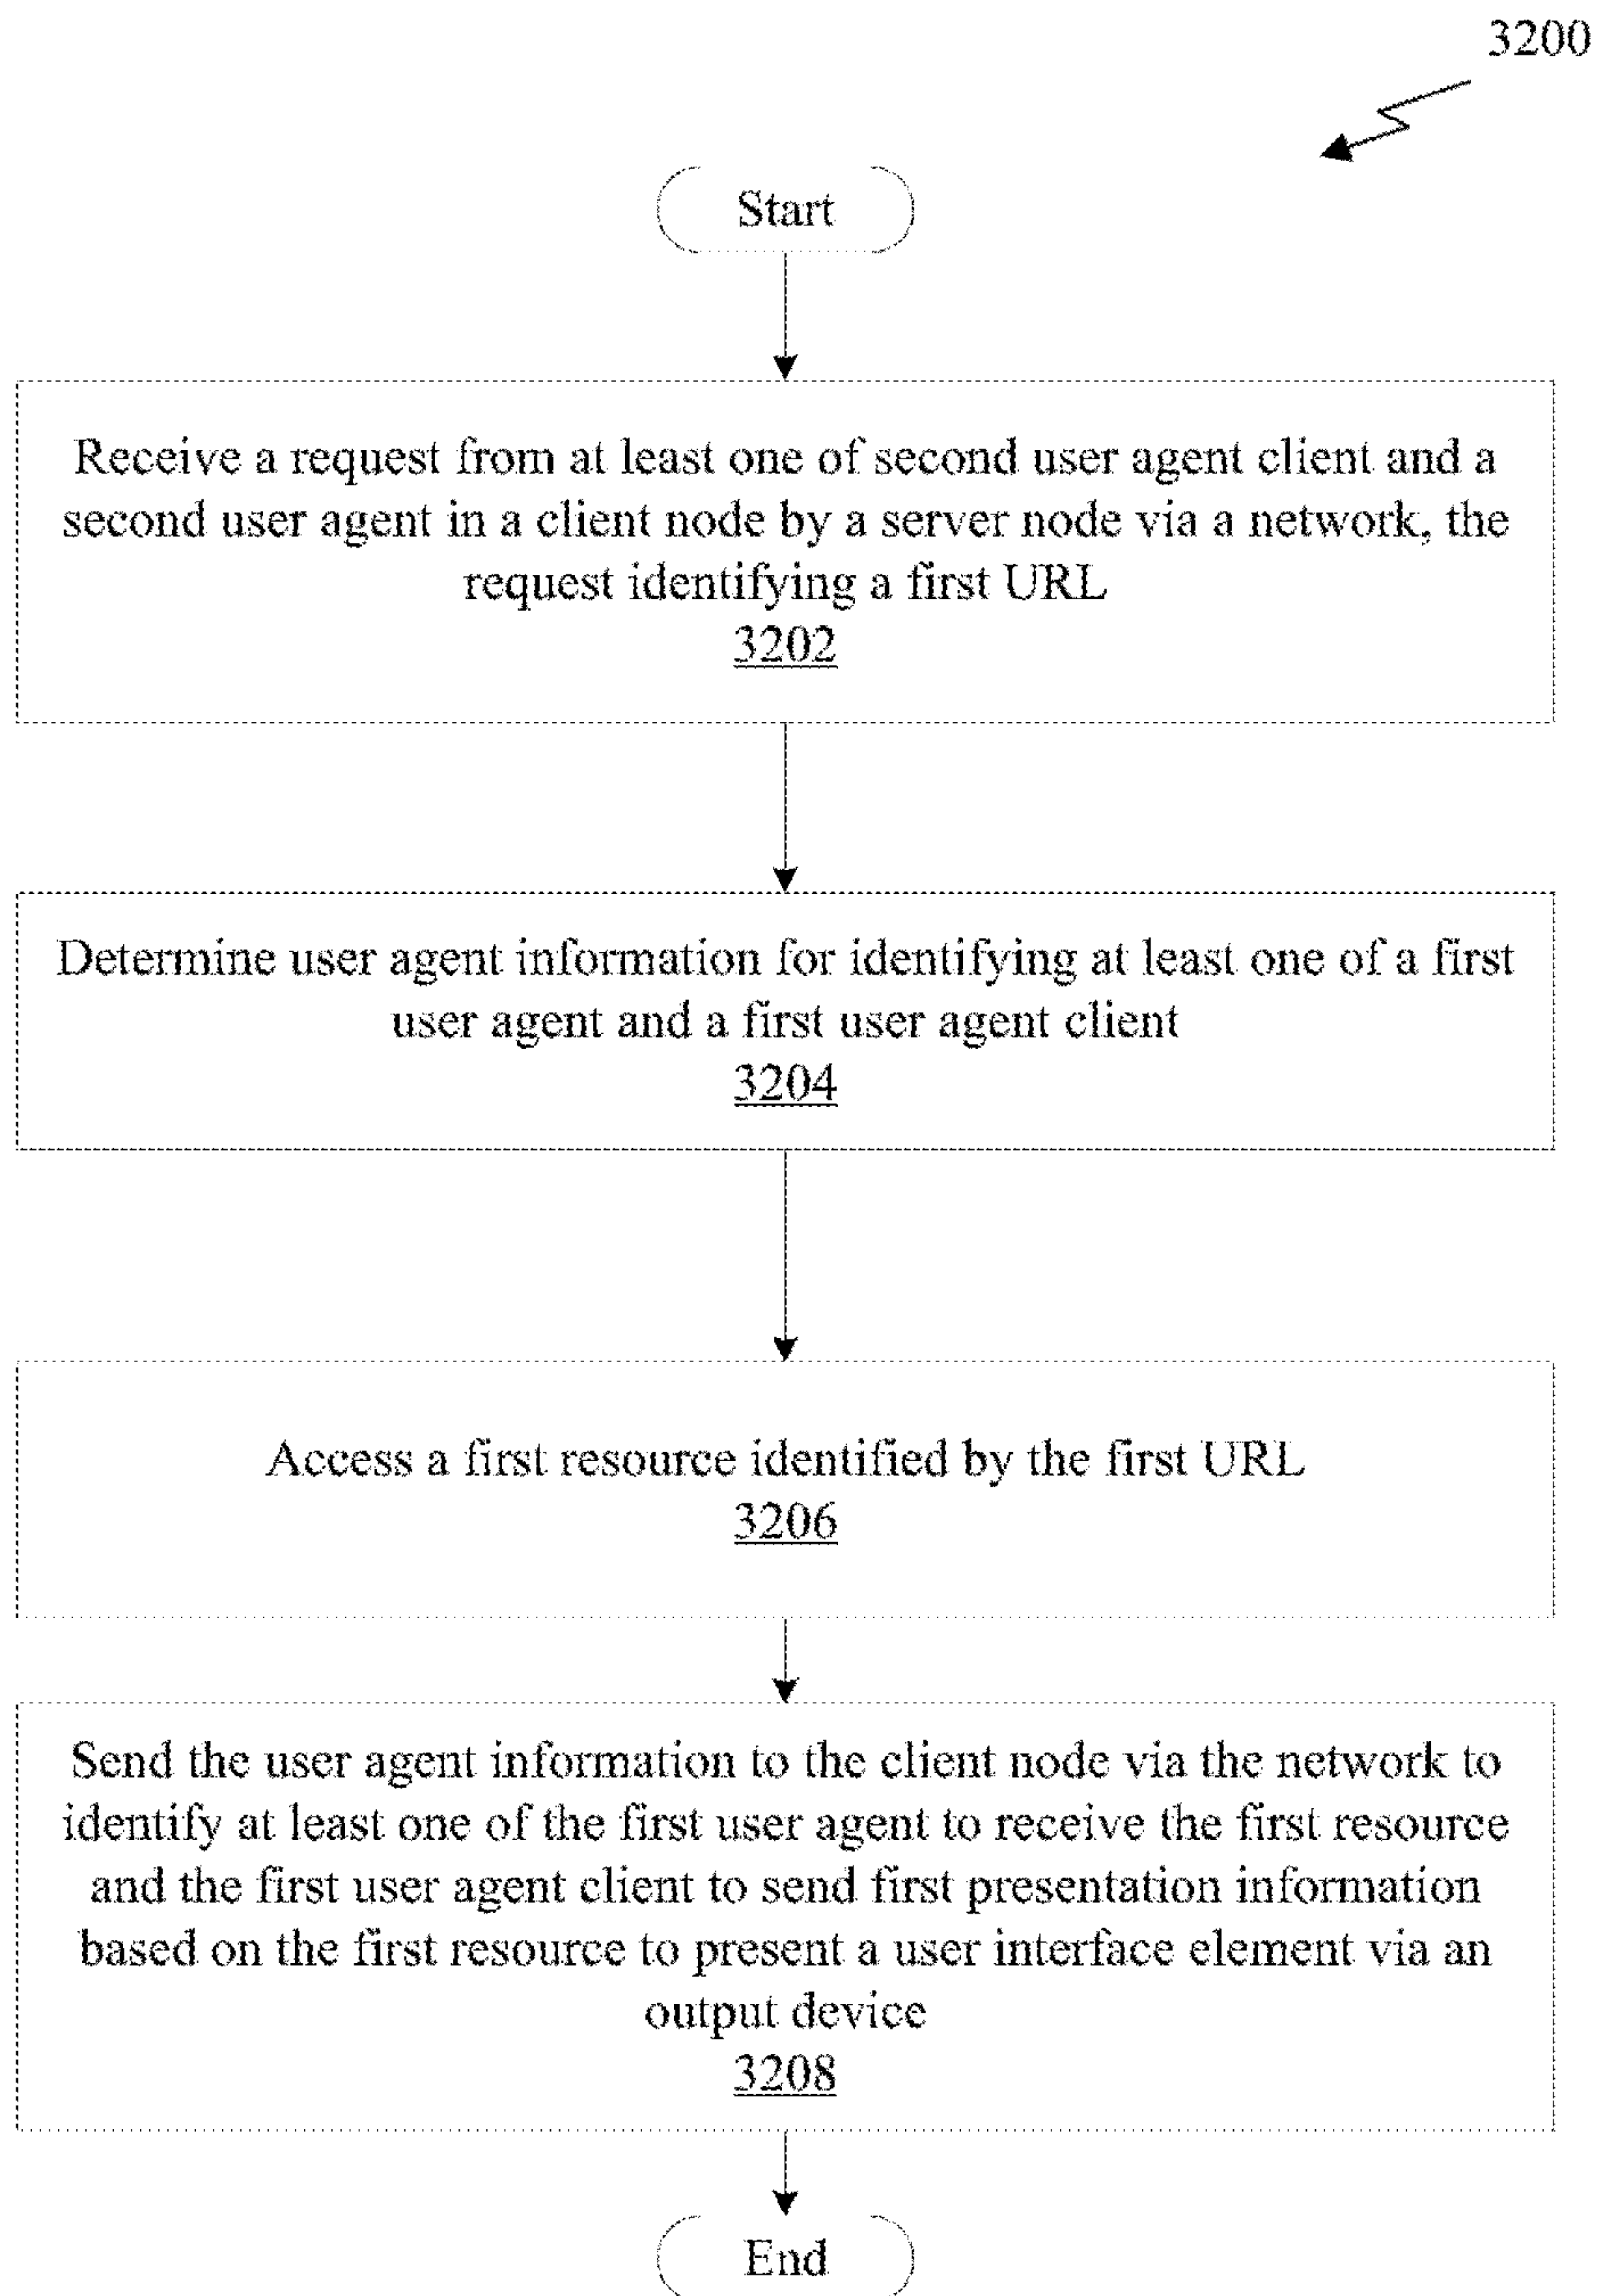 3200
Start
Receive a request from at least one of second user agent client and a
second user agent in a client node by a server node via a network, the
request identifying a first URL
3202
Determine user agent information for identifying at least one of a first
user agent and a first user agent client
3204
Access a first resource identified by the first URL
3206
Send the user agent information to the client node via the network to
identify at least one of the first user agent to receive the first resource
and the first user agent client to send first presentation information
based on the first resource to present a user interface element via an
output device
3208
End